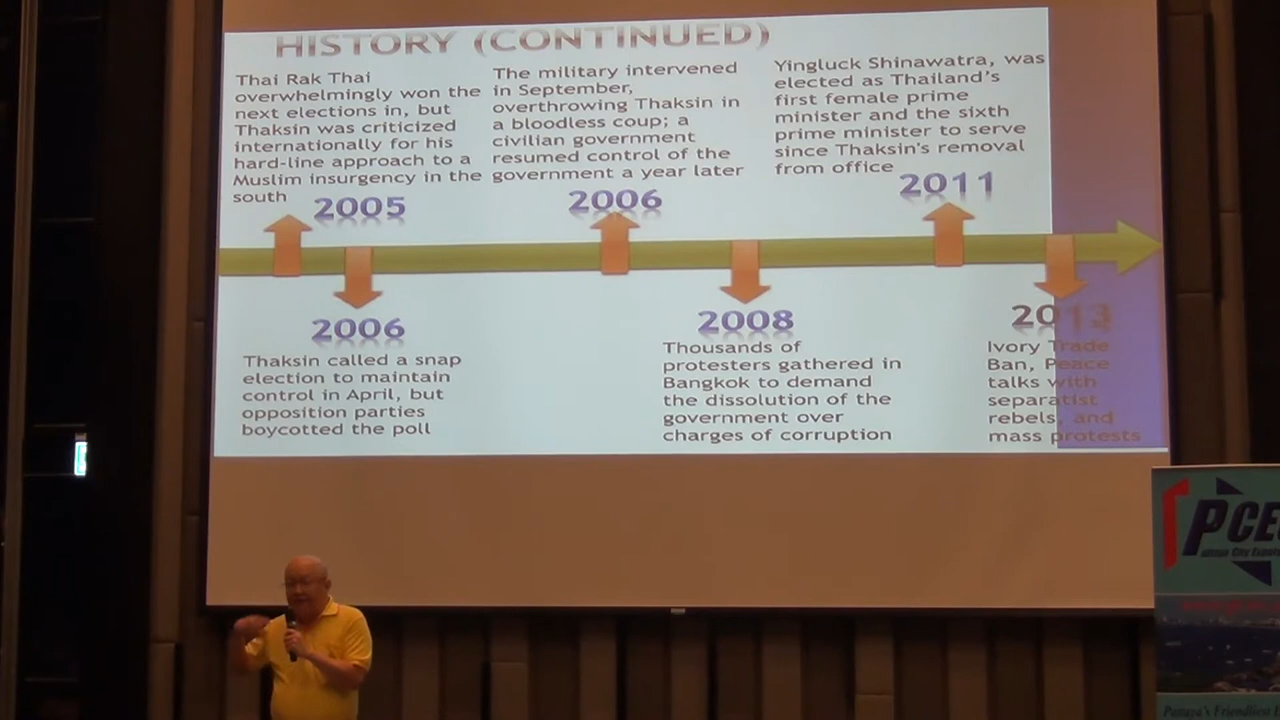 HISTORY (CONTINUED)
Thai Rak Thai
overwhelmingly won the
next elections in, but
Thaksin was criticized
internationally for his
hard-line approach to a
Muslim insurgency in the
south
2005
The military intervened
in September,
overthrowing Thaksin in
a bloodless coup; a
civilian government
resumed control of the
government a year later
2006
Yingluck Shinawatra, was
elected as Thailand's
first female prime
minister and the sixth
prime minister to serve
since Thaksin's removal
from office
2011
2006
Thaksin called a snap
election to maintain
control in April, but
opposition parties
boycotted the poll
2008
Thousands of
protesters gathered in
Bangkok to demand
the dissolution of the
government over
charges of corruption
2013
Ivory Trade
Ban, Peace
talks with
separatist
rebels, and
mass protests
PCE
City
Pattaya's Friendliest